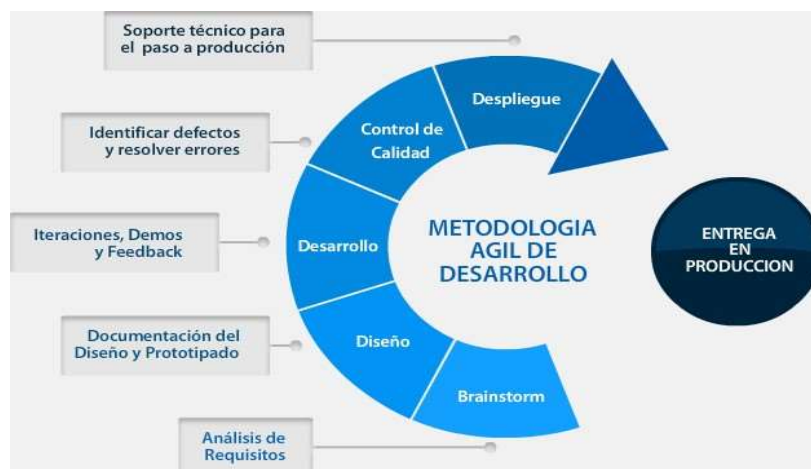 Soporte técnico para
el paso a producción
Despliegue
Identificar defectos
y resolver errores
Control de
Calidad
Iteraciones, Demos
y Feedback
Desarrollo
METODOLOGIA
AGIL DE
DESARROLLO
ENTREGA
EN
PRODUCCION
Documentación del
Diseño y Prototipado
Diseño
Brainstorm
Análisis de
Requisitos